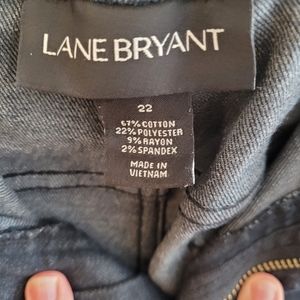 LANE BRYANT
22
67% COTTON
22% POLYESTER
9% RAYON
2% SPANDEX
MADE IN
VIETNAM